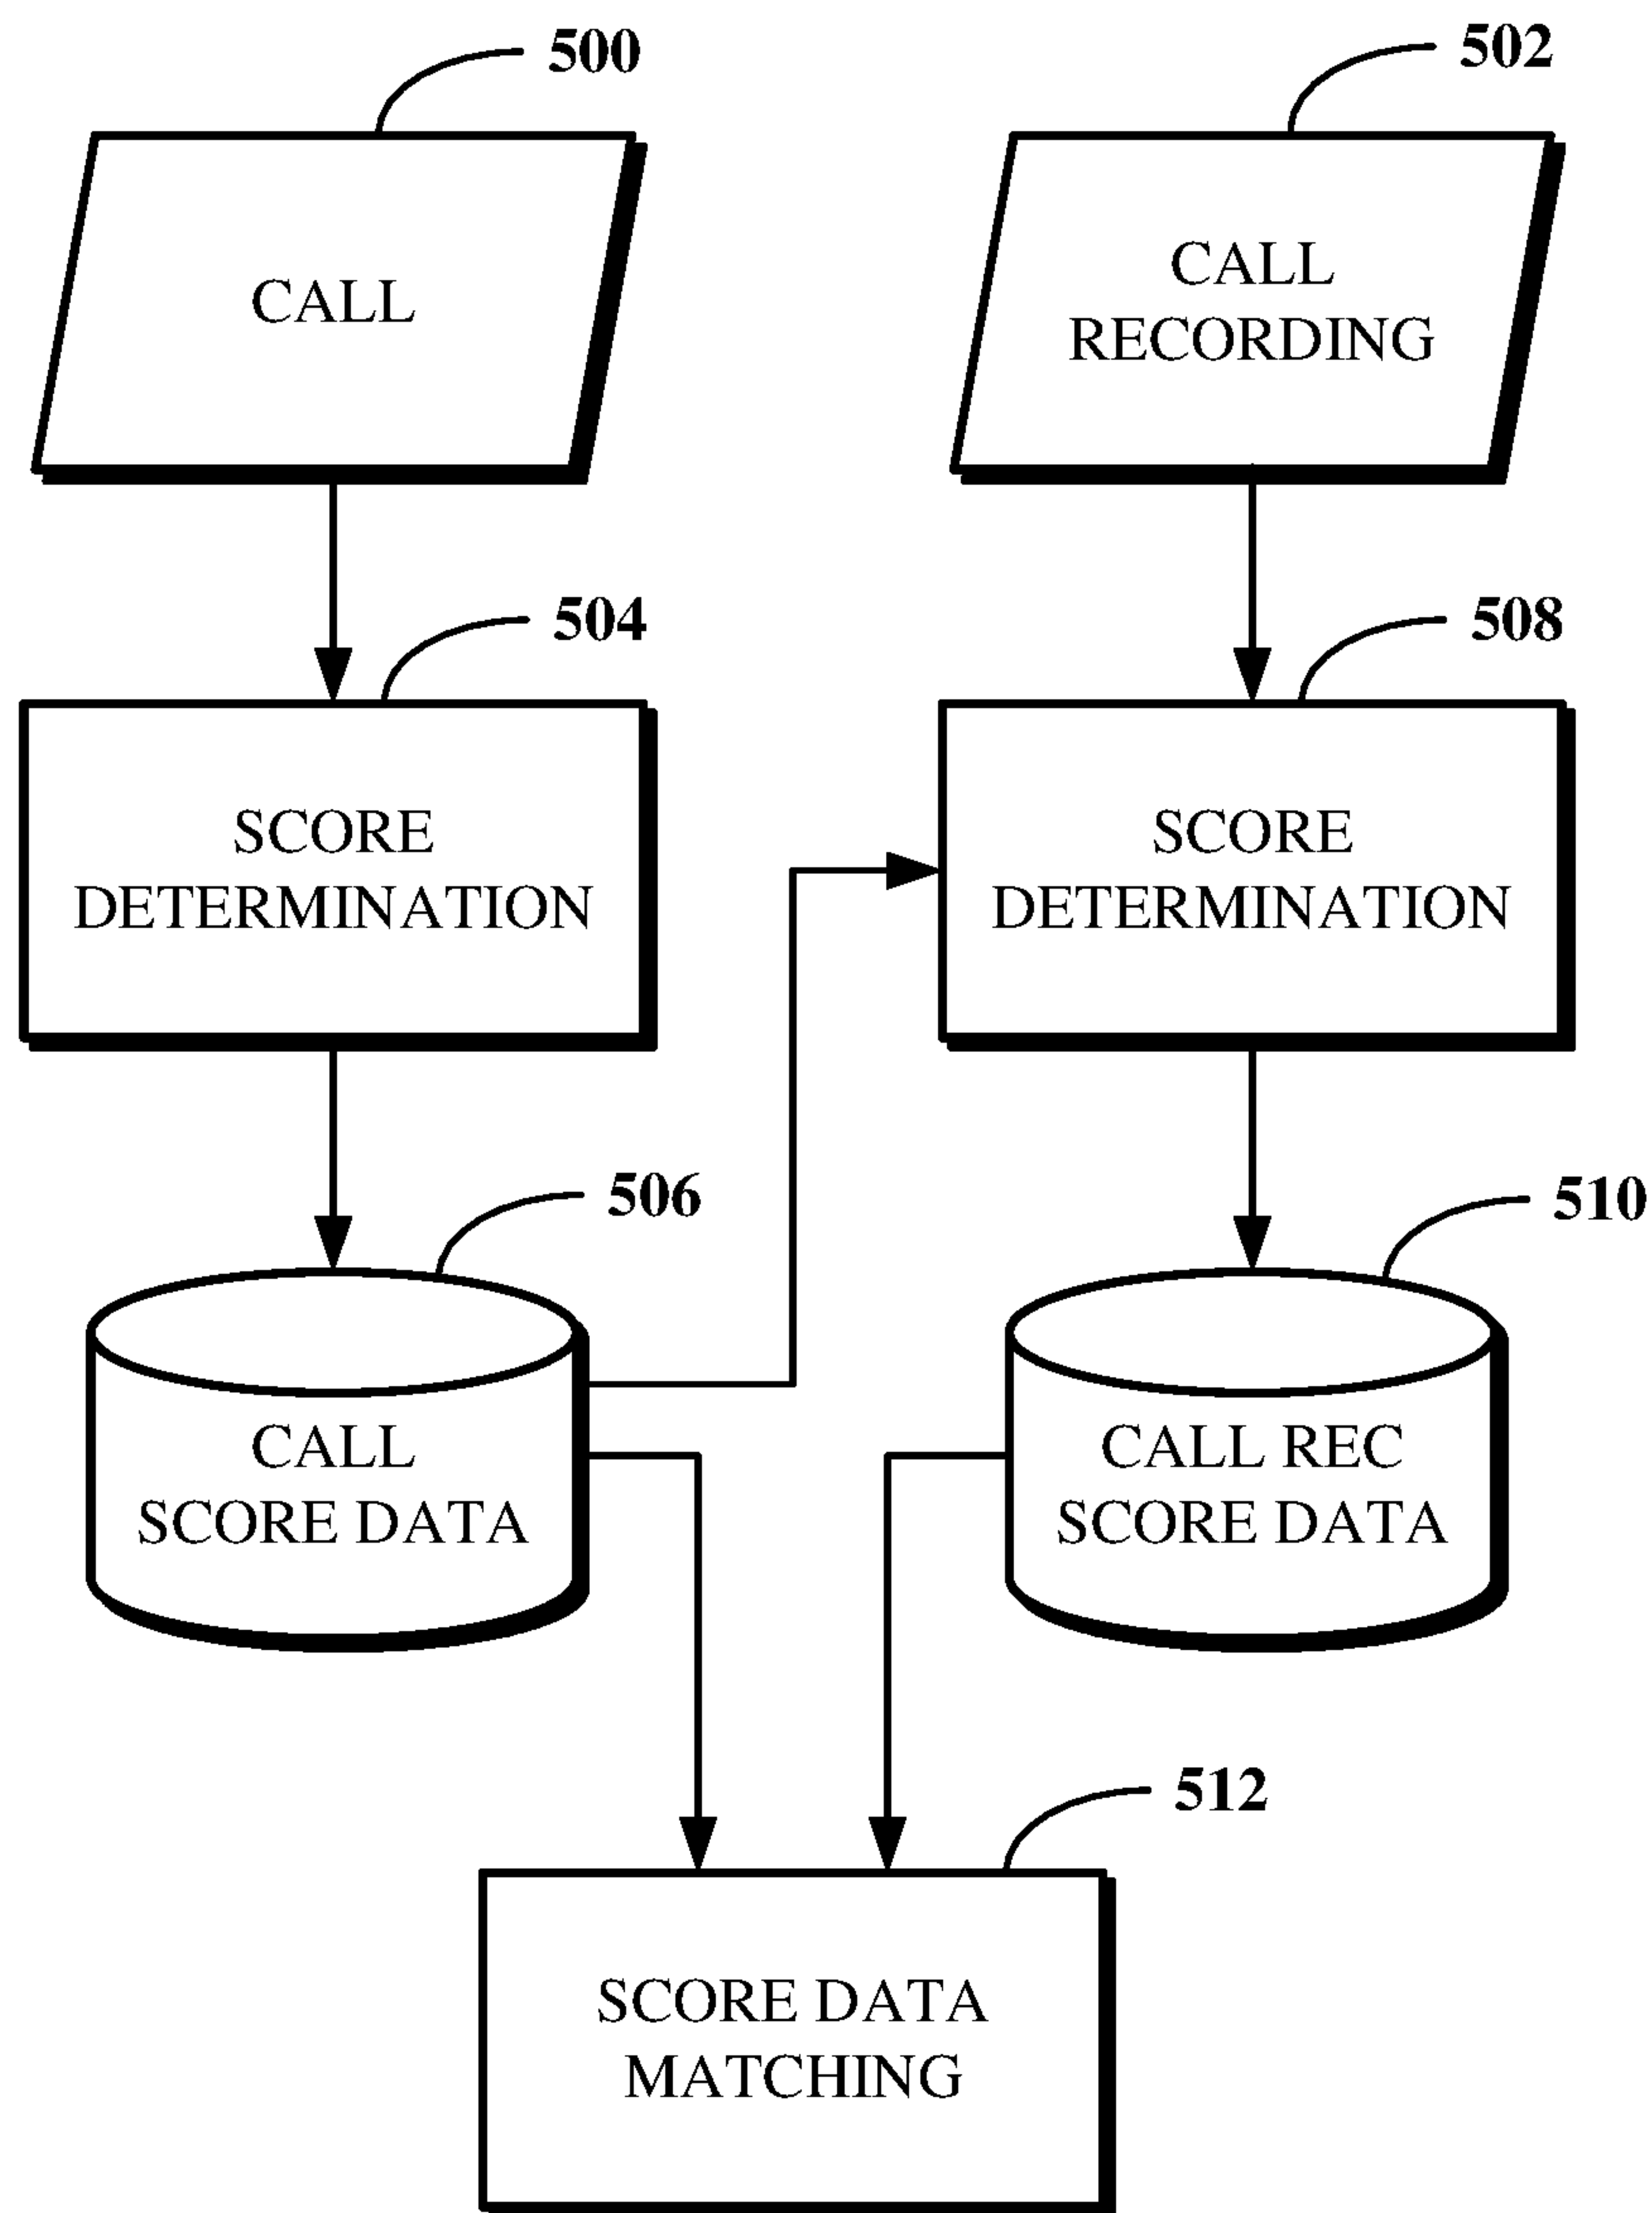 500
502
CALL
CALL
RECORDING
504
508
SCORE
DETERMINATION
SCORE
DETERMINATION
506
510
CALL
SCORE DATA
CALL REC
SCORE DATA
512
SCORE DATA
MATCHING